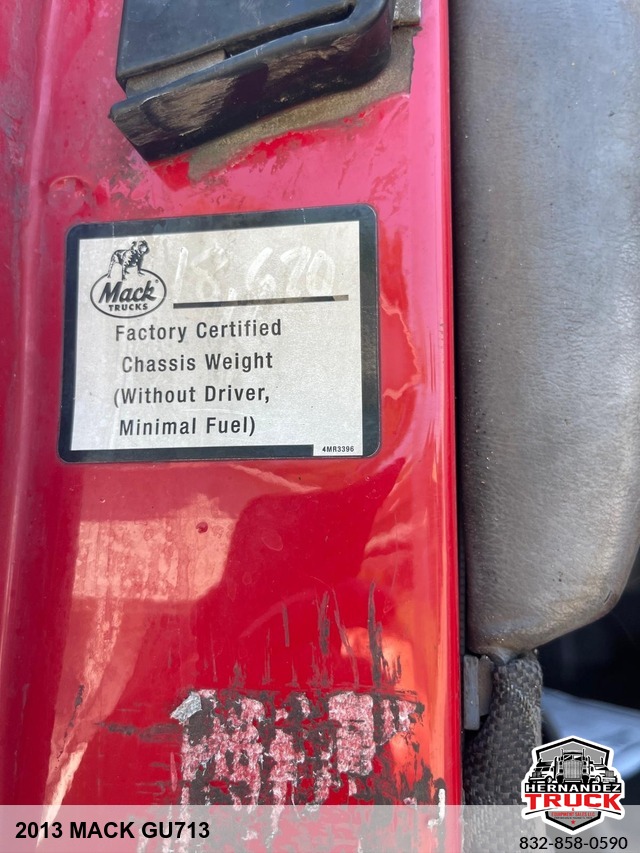 18,670
Mack
TRUCKS
Factory Certified
Chassis Weight
(Without Driver,
Minimal Fuel)
4MR3396
2013 MACK GU713
HERNANDEZ
TRUCK
832-858-0590